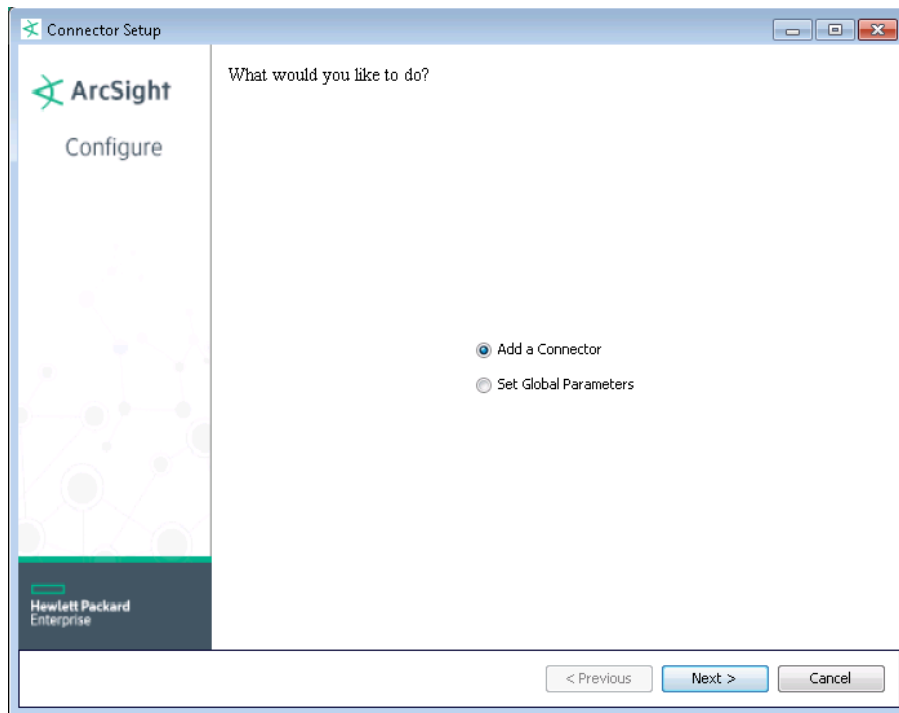 Connector Setup
ArcSight
Configure
What would you like to do?
Add a Connector
Set Global Parameters
Hewlett Packard
Enterprise
< Previous
Next >
Cancel